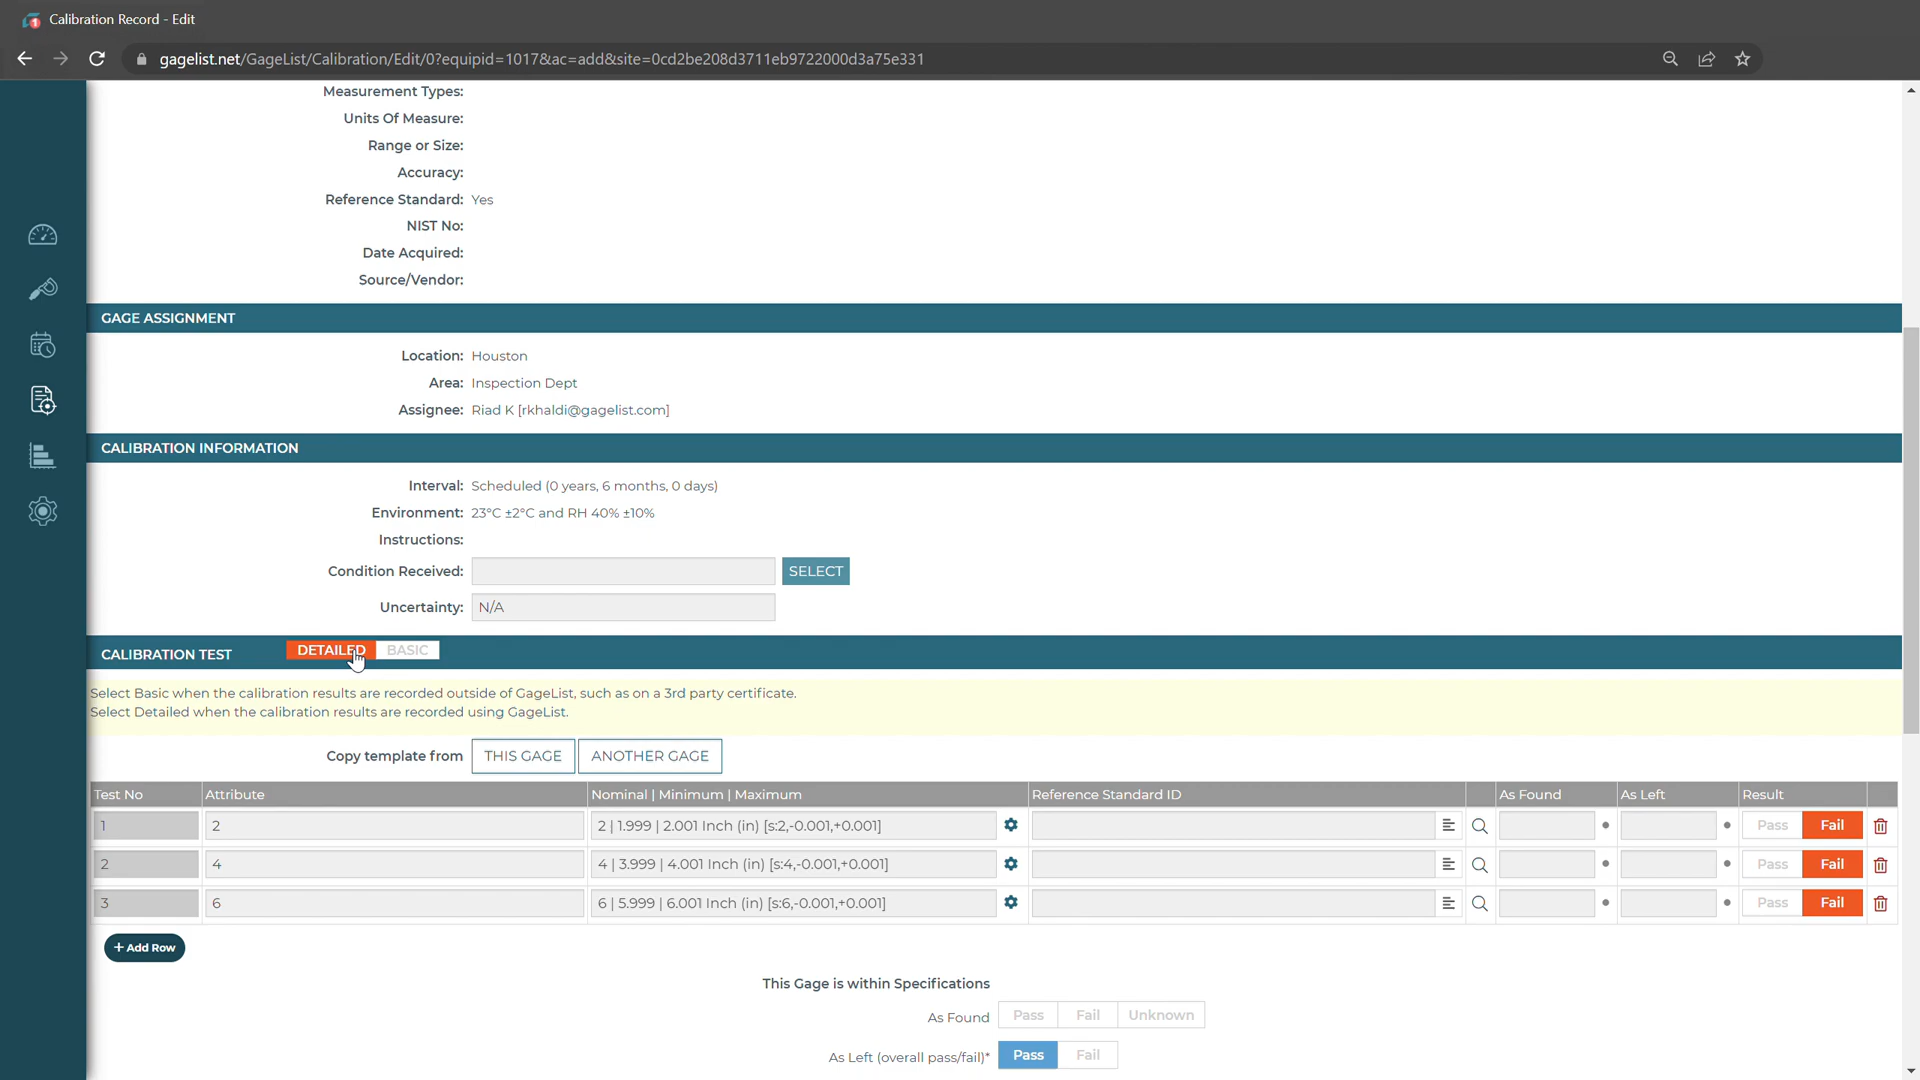 Calibration Record - Edit
gagelist.net/GageList/Calibration/Edit/0?equipid=1017&ac=add&site=0cd2be208d3711eb9722000d3a75e331
Measurement Types:
Units Of Measure:
Range or Size:
Accuracy:
Reference Standard: Yes
NIST No:
Date Acquired:
Source/Vendor:
GAGE ASSIGNMENT
Location: Houston
Area: Inspection Dept
Assignee: Riad K [rkhaldi@gagelist.com]
CALIBRATION INFORMATION
Interval: Scheduled (0 years, 6 months, 0 days)
Environment: 23°C ±2°C and RH 40% ±10%
Instructions:
Condition Received: SELECT
Uncertainty: N/A
CALIBRATION TEST DETAILED BASIC
Select Basic when the calibration results are recorded outside of GageList, such as on a 3rd party certificate.
Select Detailed when the calibration results are recorded using GageList.
Copy template from THIS GAGE ANOTHER GAGE
Test No Attribute Nominal | Minimum | Maximum Reference Standard ID As Found As Left Result
1 2 2 | 1.999 | 2.001 Inch (in) [s:2,-0.001,+0.001] Pass Fail
2 4 4 | 3.999 | 4.001 Inch (in) [s:4,-0.001,+0.001] Pass Fail
3 6 6 | 5.999 | 6.001 Inch (in) [s:6,-0.001,+0.001] Pass Fail
+ Add Row
This Gage is within Specifications
As Found Pass Fail Unknown
As Left (overall pass/fail)* Pass Fail